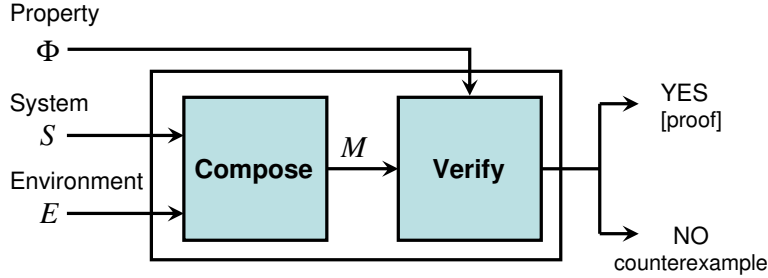 Property
Φ
System
S
Environment
E
Compose
M
Verify
YES
[proof]
NO
counterexample